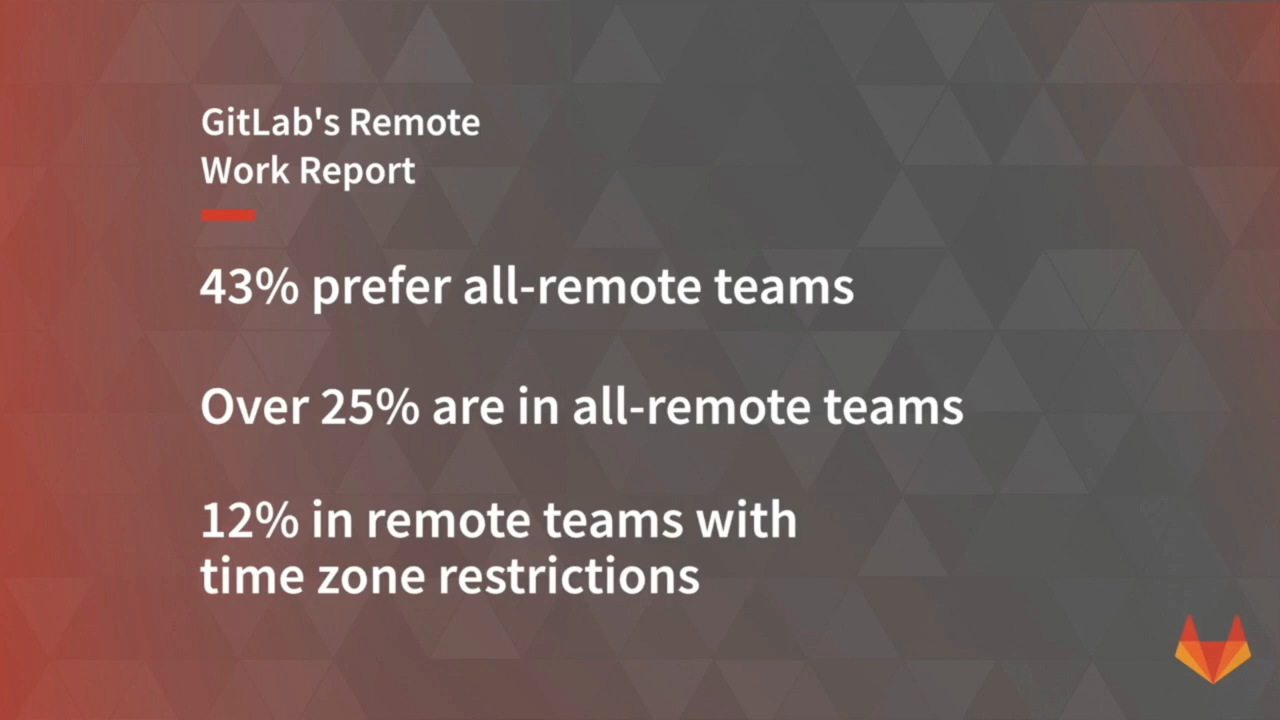 GitLab's Remote
Work Report
43% prefer all-remote teams
Over 25% are in all-remote teams
12% in remote teams with
time zone restrictions